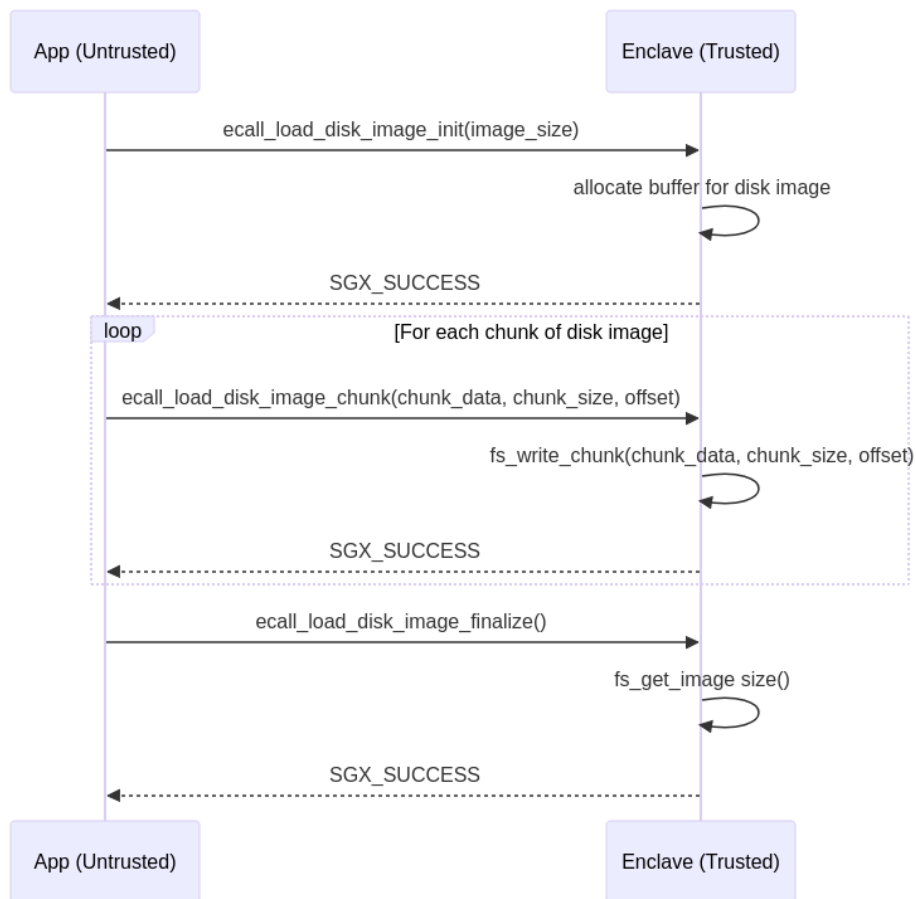 App (Untrusted)
Enclave (Trusted)
ecall_load_disk_image_init(image_size)
allocate buffer for disk image
SGX_SUCCESS
loop
[For each chunk of disk image]
ecall_load_disk_image_chunk(chunk_data, chunk_size, offset)
fs_write_chunk(chunk_data, chunk_size, offset)
SGX_SUCCESS
ecall_load_disk_image_finalize()
fs_get_image size()
SGX_SUCCESS
App (Untrusted)
Enclave (Trusted)